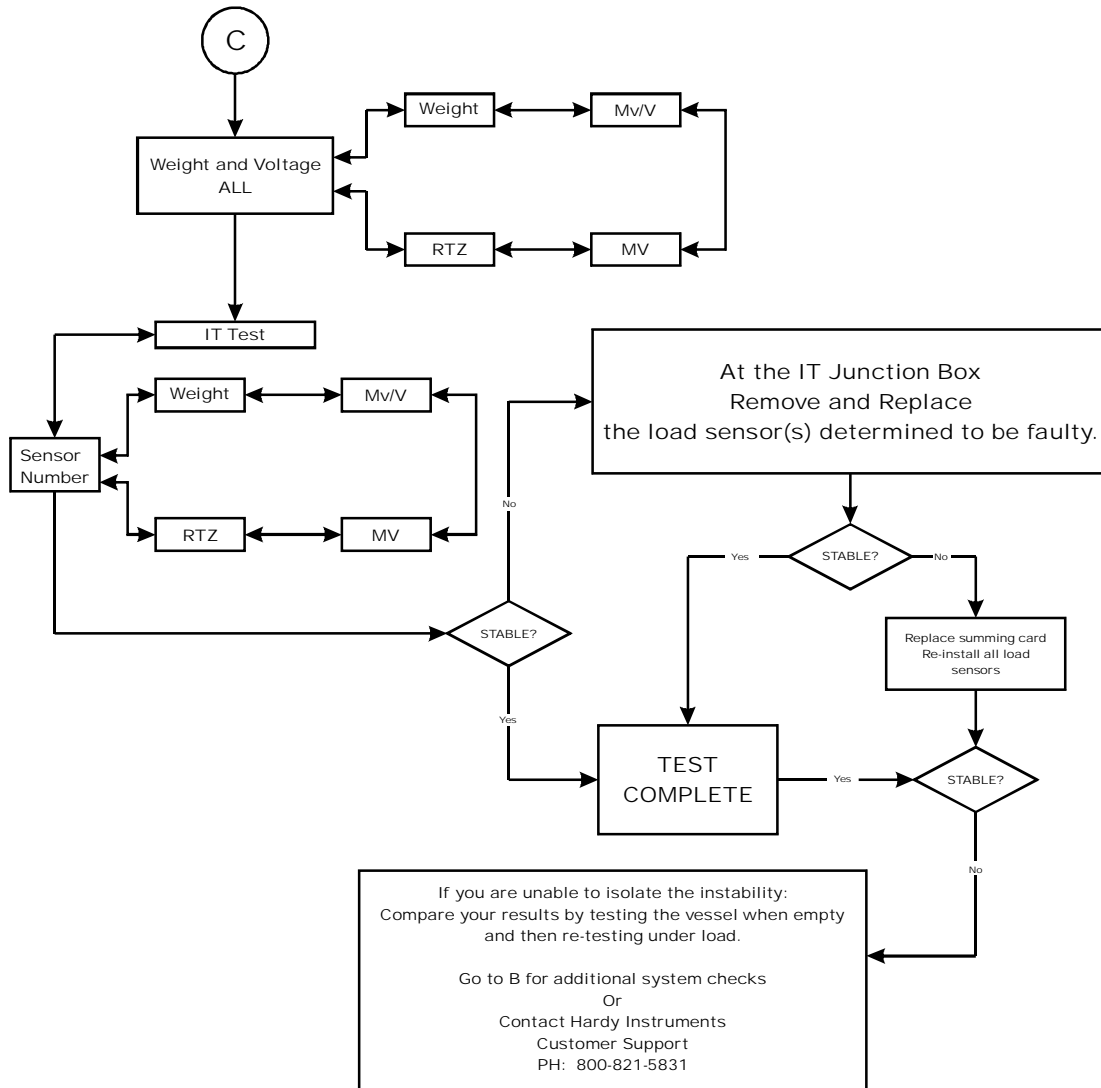 C
Weight
Mv/V
Weight and Voltage
ALL
RTZ
MV
IT Test
Weight
Mv/V
Sensor
Number
RTZ
MV
At the IT Junction Box
Remove and Replace
the load sensor(s) determined to be faulty.
No
Yes
STABLE?
No
STABLE?
Replace summing card
Re-install all load
sensors
Yes
TEST
COMPLETE
Yes
STABLE?
No
If you are unable to isolate the instability:
Compare your results by testing the vessel when empty
and then re-testing under load.
Go to B for additional system checks
Or
Contact Hardy Instruments
Customer Support
PH: 800-821-5831